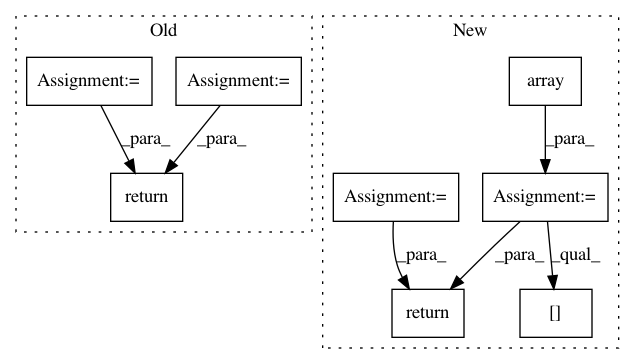 Old
New
Assignment:=
Assignment:=
array
_para_
_para_
_para_
return
Assignment:=
Assignment:=
_para_
_para_
_qual_
return
[]